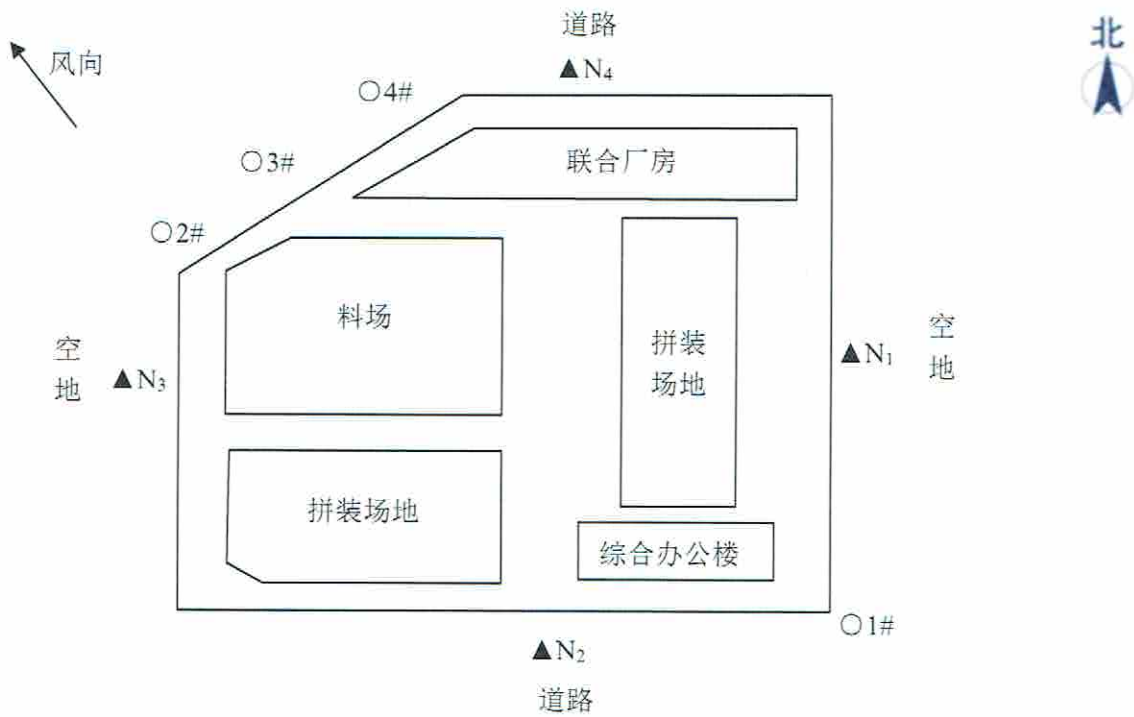 道路
北
风向
▲N₄
○4#
联合厂房
○3#
○2#
料场
拼装
场地
空
地
▲N₁
空
地
▲N₃
拼装场地
综合办公楼
○1#
▲N₂
道路